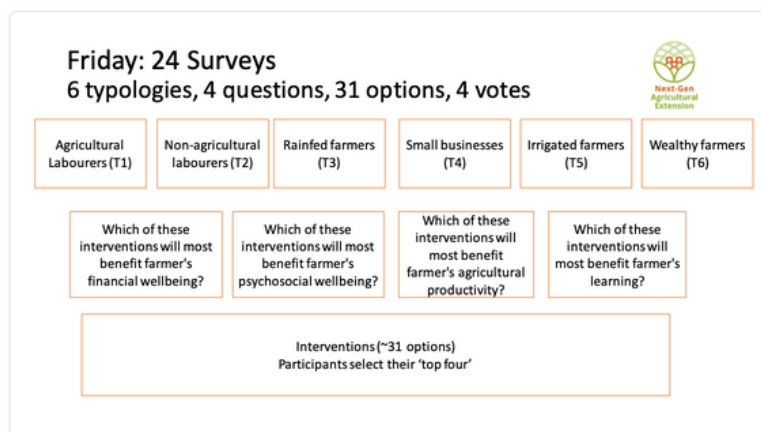 Friday: 24 Surveys
6 typologies, 4 questions, 31 options, 4 votes
Next-Gen
Agricultural
Extension
Agricultural
Labourers (T1)
Non-agricultural
labourers (T2)
Rainfed farmers
(T3)
Small businesses
(T4)
Irrigated farmers
(T5)
Wealthy farmers
(T6)
Which of these
interventions will most
benefit farmer's
financial wellbeing?
Which of these
interventions will most
benefit farmer's
psychosocial wellbeing?
Which of these
interventions will
most benefit
farmer's agricultural
productivity?
Which of these
interventions will
most benefit farmer's
learning?
Interventions (~31 options)
Participants select their ‘top four’